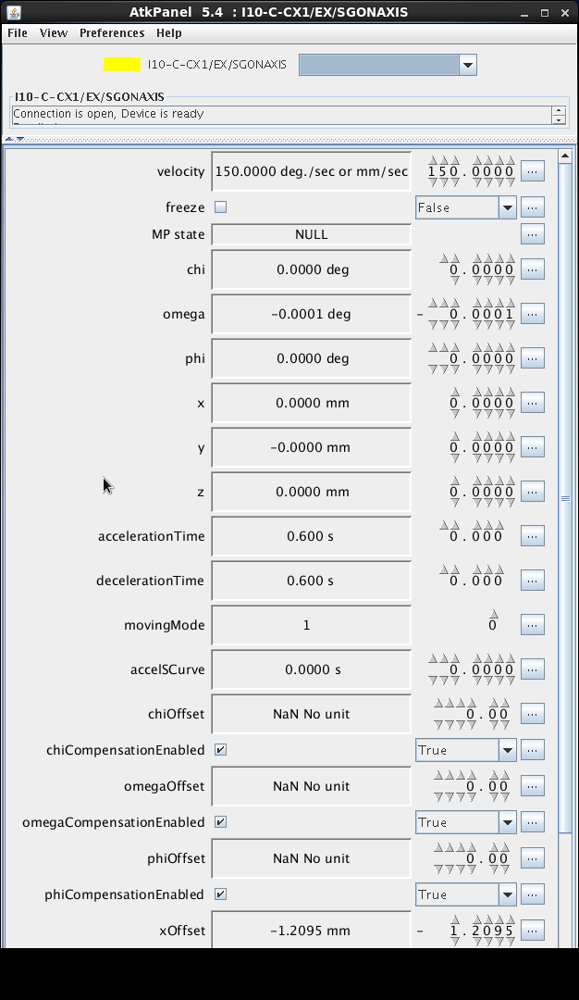 AtkPanel 5.4 : I10-C-CX1/EX/SGONAXIS
File View Preferences Help
I10-C-CX1/EX/SGONAXIS
I10-C-CX1/EX/SGONAXIS
Connection is open, Device is ready
velocity 150.0000 deg./sec or mm/sec 150.0000 ...
freeze False ...
MP state NULL ...
chi 0.0000 deg 0.0000 ...
omega -0.0001 deg - 0.0001 ...
phi 0.0000 deg 0.0000 ...
x 0.0000 mm 0.0000 ...
y -0.0000 mm 0.0000 ...
z 0.0000 mm 0.0000 ...
accelerationTime 0.600 s 0.000 ...
decelerationTime 0.600 s 0.000 ...
movingMode 1 0 ...
accelSCurve 0.0000 s 0.0000 ...
chiOffset NaN No unit 0.00 ...
chiCompensationEnabled True ...
omegaOffset NaN No unit 0.00 ...
omegaCompensationEnabled True ...
phiOffset NaN No unit 0.00 ...
phiCompensationEnabled True ...
xOffset -1.2095 mm - 1.2095 ...